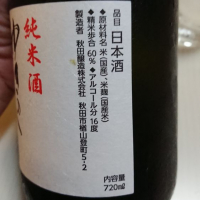 品目 日本酒
●原材料名 米(国産)、米麹(国産米)
●精米歩合 60% ●アルコール分 16度
製造者 秋田醸造株式会社
秋田市楢山登町5-2
内容量
720㎖
純米酒